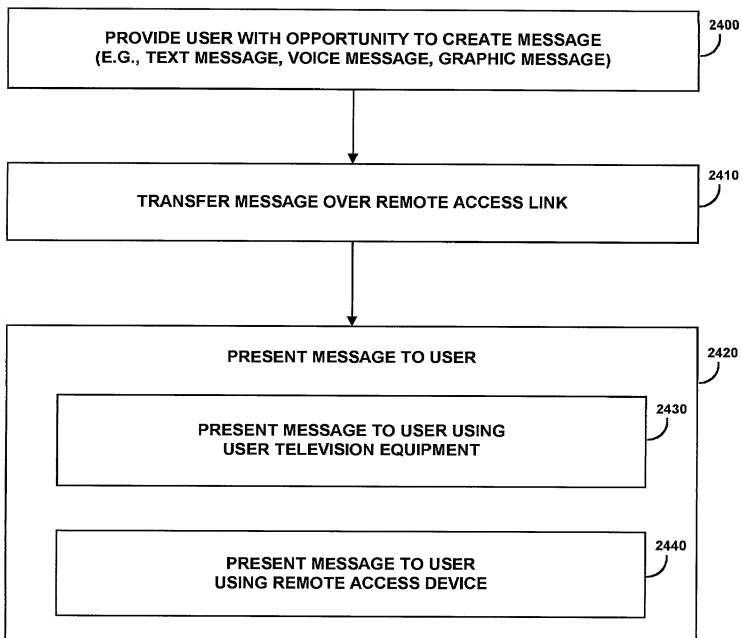 2400
PROVIDE USER WITH OPPORTUNITY TO CREATE MESSAGE
(E.G., TEXT MESSAGE, VOICE MESSAGE, GRAPHIC MESSAGE)
2410
TRANSFER MESSAGE OVER REMOTE ACCESS LINK
2420
PRESENT MESSAGE TO USER
2430
PRESENT MESSAGE TO USER USING
USER TELEVISION EQUIPMENT
2440
PRESENT MESSAGE TO USER
USING REMOTE ACCESS DEVICE